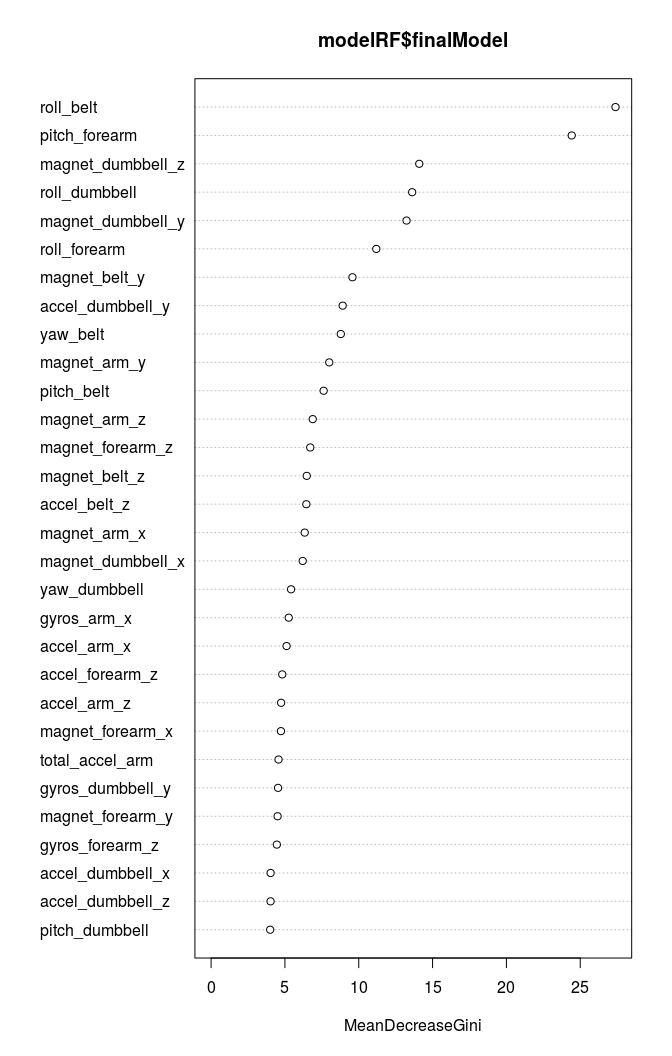 modelRF$finalModel
roll_belt
pitch_forearm
magnet_dumbbell_z
roll_dumbbell
magnet_dumbbell_y
roll_forearm
magnet_belt_y
accel_dumbbell_y
yaw_belt
magnet_arm_y
pitch_belt
magnet_arm_z
magnet_forearm_z
magnet_belt_z
accel_belt_z
magnet_arm_x
magnet_dumbbell_x
yaw_dumbbell
gyros_arm_x
accel_arm_x
accel_forearm_z
accel_arm_z
magnet_forearm_x
total_accel_arm
gyros_dumbbell_y
magnet_forearm_y
gyros_forearm_z
accel_dumbbell_x
accel_dumbbell_z
pitch_dumbbell
0 5 10 15 20 25
MeanDecreaseGini